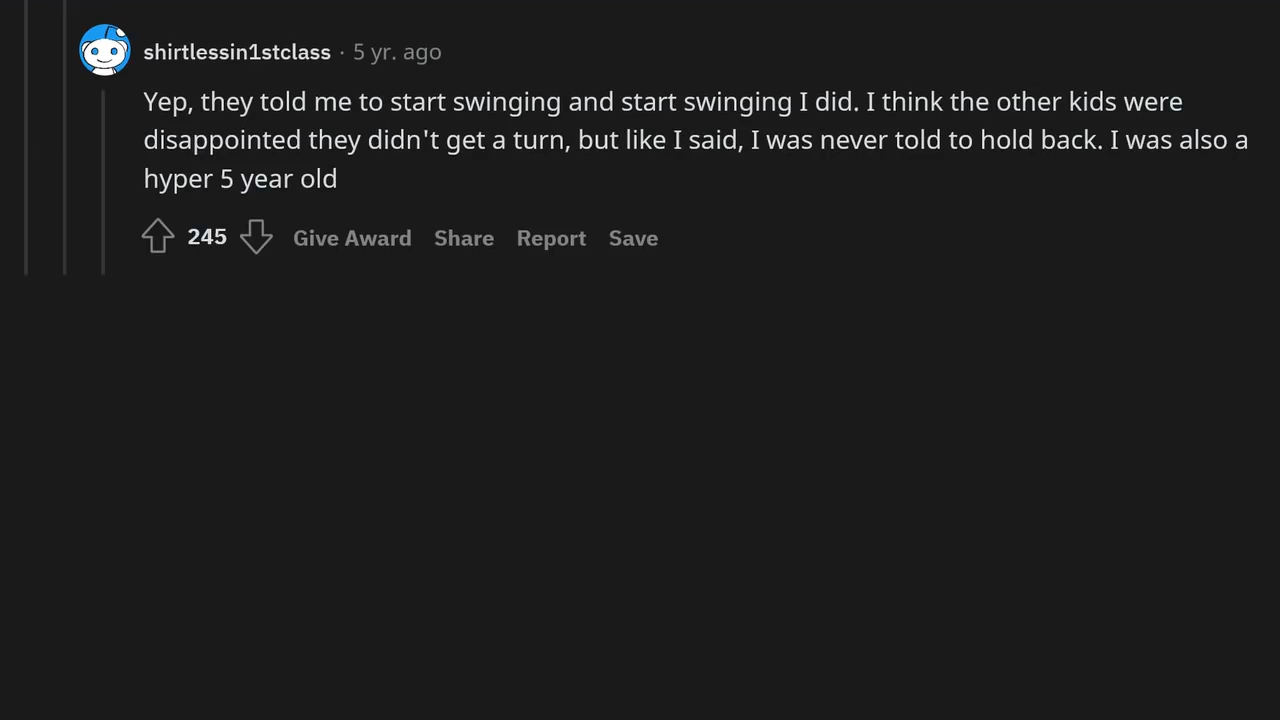 shirtlessin1stclass · 5 yr. ago
Yep, they told me to start swinging and start swinging I did. I think the other kids were
disappointed they didn't get a turn, but like I said, I was never told to hold back. I was also a
hyper 5 year old
245 Give Award Share Report Save